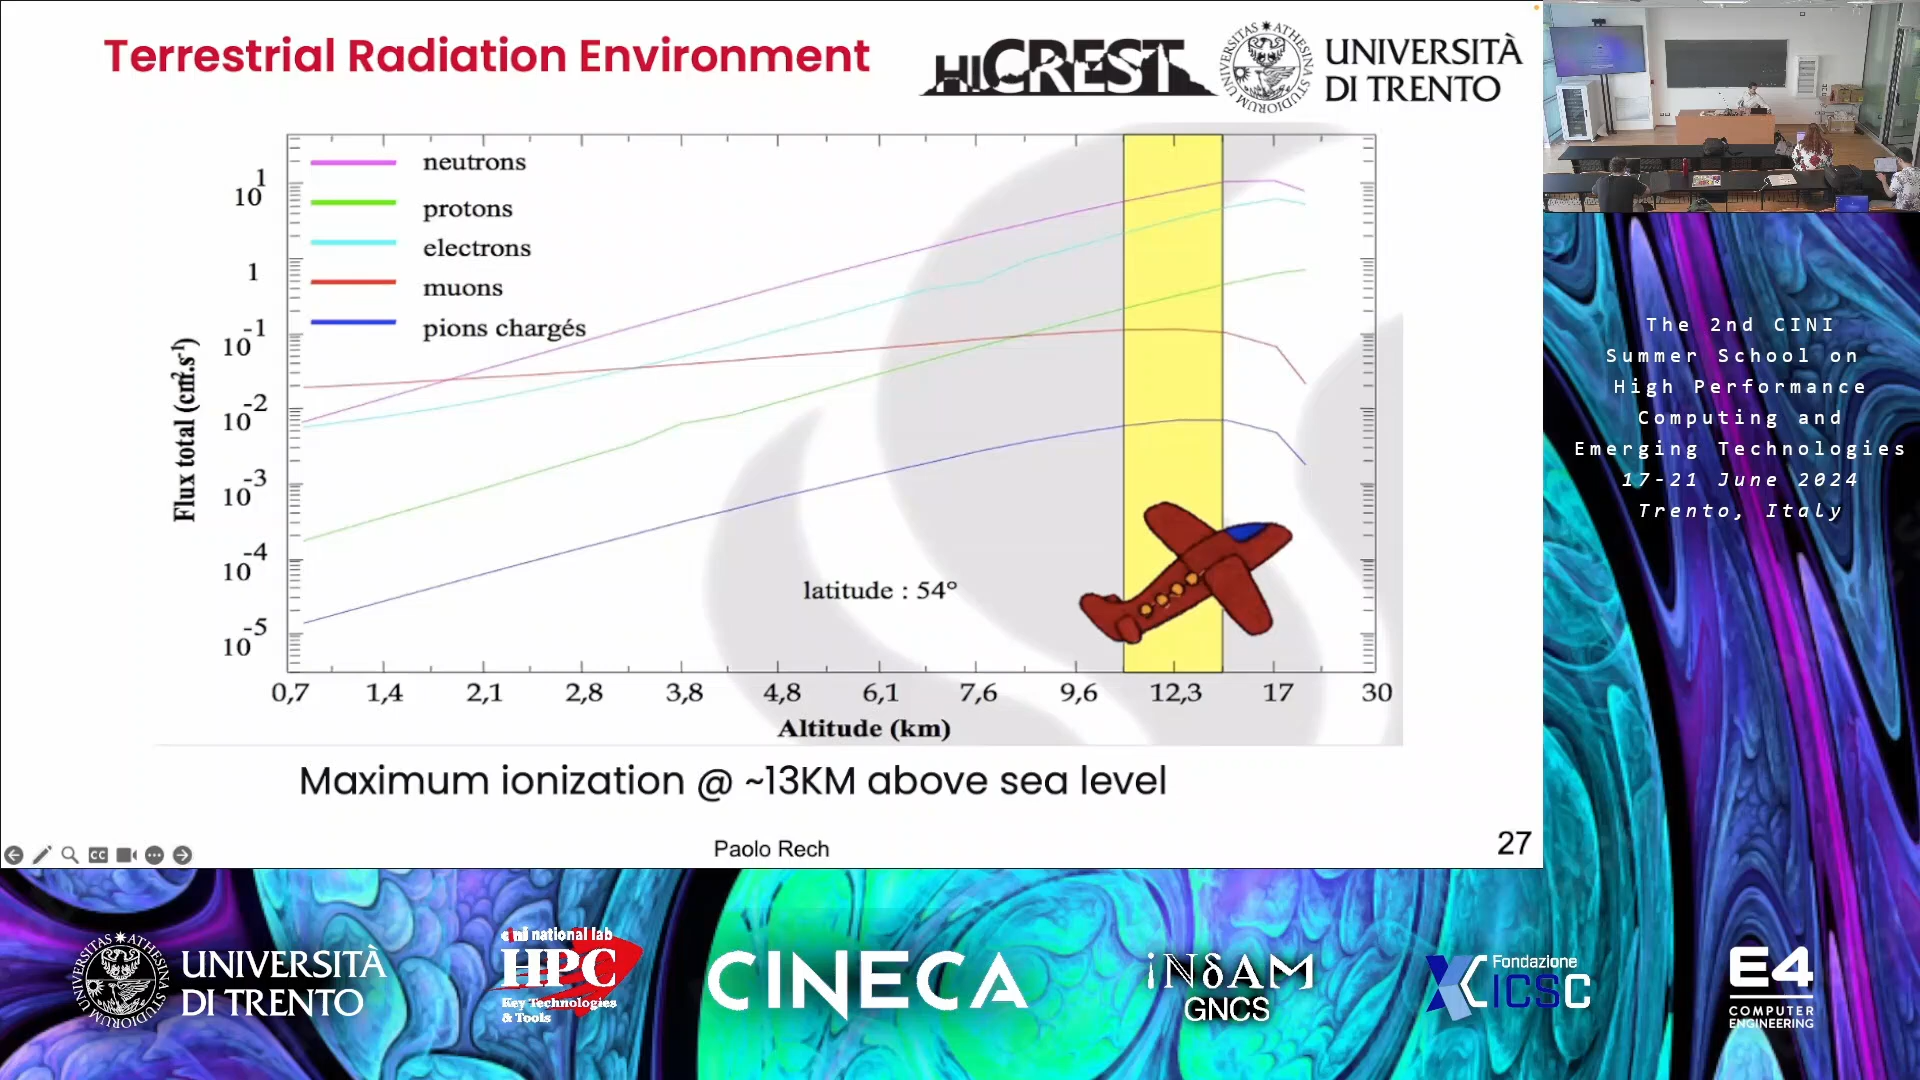 Terrestrial Radiation Environment
HICREST
UNIVERSITÀ
DI TRENTO
neutrons
protons
electrons
muons
pions chargés
10^1
1
10^-1
10^-2
10^-3
10^-4
10^-5
Flux total (cm².s⁻¹)
latitude : 54°
0,7 1,4 2,1 2,8 3,8 4,8 6,1 7,6 9,6 12,3 17 30
Altitude (km)
Maximum ionization @ ~13KM above sea level
Paolo Rech
27
CC
The 2nd CINI
Summer School on
High Performance
Computing and
Emerging Technologies
17-21 June 2024
Trento, Italy
UNIVERSITÀ
DI TRENTO
cini national lab
HPC
Key Technologies
& Tools
CINECA
iNδAM
GNCS
Fondazione
ICSC
E4
COMPUTER
ENGINEERING